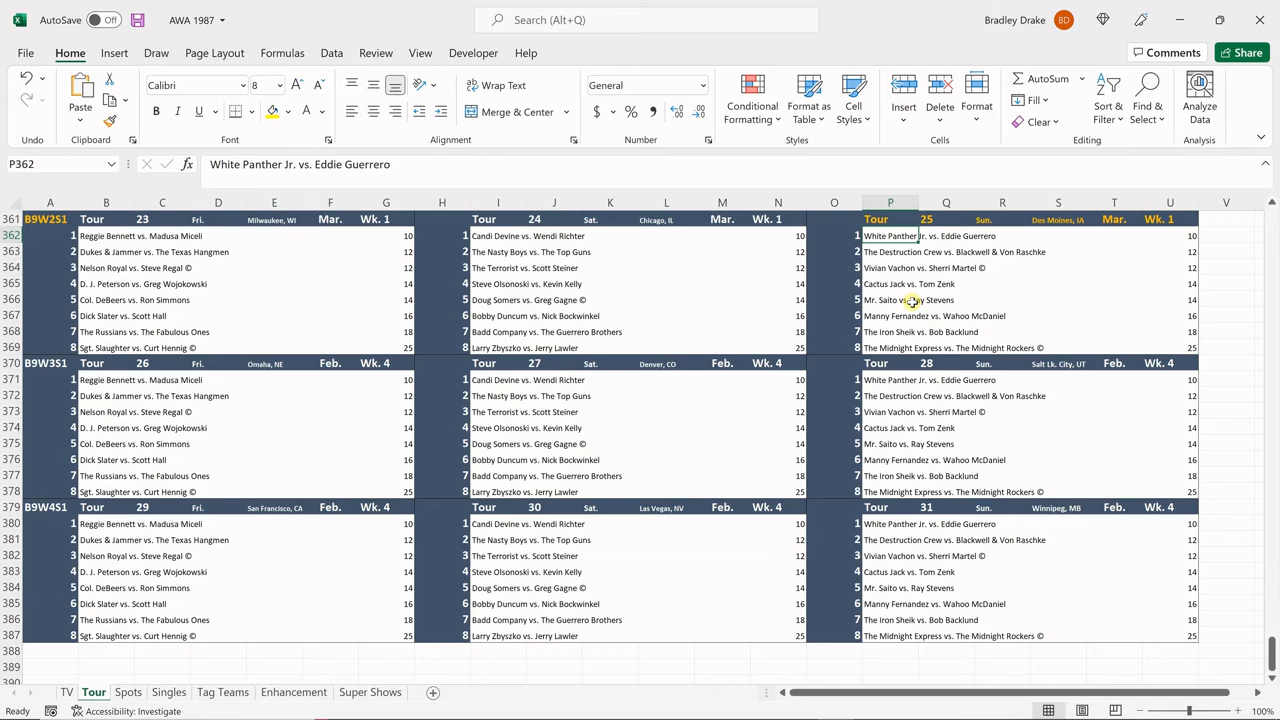 AutoSave Off AWA 1987 Search (Alt+Q) Bradley Drake BD
File Home Insert Draw Page Layout Formulas Data Review View Developer Help Comments Share
Calibri 8 Wrap Text General AutoSum
Paste Conditional Formatting Format as Table Cell Styles Insert Delete Format Fill Sort & Filter Find & Select Analyze Data
B I U Merge & Center $ % Clear
Undo Clipboard Font Alignment Number Styles Cells Editing Analysis
P362 fx White Panther Jr. vs. Eddie Guerrero
A B C D E F G H I J K L M N O P Q R S T U V
361 B9W2S1 Tour 23 Fri. Milwaukee, WI Mar. Wk. 1 Tour 24 Sat. Chicago, IL Mar. Wk. 1 Tour 25 Sun. Des Moines, IA Mar. Wk. 1
362 1 Reggie Bennett vs. Madusa Miceli 10 1 Candi Devine vs. Wendi Richter 10 1 White Panther Jr. vs. Eddie Guerrero 10
363 2 Dukes & Jammer vs. The Texas Hangmen 12 2 The Nasty Boys vs. The Top Guns 12 2 The Destruction Crew vs. Blackwell & Von Raschke 12
364 3 Nelson Royal vs. Steve Regal © 12 3 The Terrorist vs. Scott Steiner 12 3 Vivian Vachon vs. Sherri Martel © 12
365 4 D. J. Peterson vs. Greg Wojokowski 14 4 Steve Olsonoski vs. Kevin Kelly 14 4 Cactus Jack vs. Tom Zenk 14
366 5 Col. DeBeers vs. Ron Simmons 14 5 Doug Somers vs. Greg Gagne © 14 5 Mr. Saito vs. Ray Stevens 14
367 6 Dick Slater vs. Scott Hall 16 6 Bobby Duncum vs. Nick Bockwinkel 16 6 Manny Fernandez vs. Wahoo McDaniel 16
368 7 The Russians vs. The Fabulous Ones 18 7 Badd Company vs. The Guerrero Brothers 18 7 The Iron Sheik vs. Bob Backlund 18
369 8 Sgt. Slaughter vs. Curt Hennig © 25 8 Larry Zbyszko vs. Jerry Lawler 25 8 The Midnight Express vs. The Midnight Rockers © 25
370 B9W3S1 Tour 26 Fri. Omaha, NE Feb. Wk. 4 Tour 27 Sat. Denver, CO Feb. Wk. 4 Tour 28 Sun. Salt Lk. City, UT Feb. Wk. 4
371 1 Reggie Bennett vs. Madusa Miceli 10 1 Candi Devine vs. Wendi Richter 10 1 White Panther Jr. vs. Eddie Guerrero 10
372 2 Dukes & Jammer vs. The Texas Hangmen 12 2 The Nasty Boys vs. The Top Guns 12 2 The Destruction Crew vs. Blackwell & Von Raschke 12
373 3 Nelson Royal vs. Steve Regal © 12 3 The Terrorist vs. Scott Steiner 12 3 Vivian Vachon vs. Sherri Martel © 12
374 4 D. J. Peterson vs. Greg Wojokowski 14 4 Steve Olsonoski vs. Kevin Kelly 14 4 Cactus Jack vs. Tom Zenk 14
375 5 Col. DeBeers vs. Ron Simmons 14 5 Doug Somers vs. Greg Gagne © 14 5 Mr. Saito vs. Ray Stevens 14
376 6 Dick Slater vs. Scott Hall 16 6 Bobby Duncum vs. Nick Bockwinkel 16 6 Manny Fernandez vs. Wahoo McDaniel 16
377 7 The Russians vs. The Fabulous Ones 18 7 Badd Company vs. The Guerrero Brothers 18 7 The Iron Sheik vs. Bob Backlund 18
378 8 Sgt. Slaughter vs. Curt Hennig © 25 8 Larry Zbyszko vs. Jerry Lawler 25 8 The Midnight Express vs. The Midnight Rockers © 25
379 B9W4S1 Tour 29 Fri. San Francisco, CA Feb. Wk. 4 Tour 30 Sat. Las Vegas, NV Feb. Wk. 4 Tour 31 Sun. Winnipeg, MB Feb. Wk. 4
380 1 Reggie Bennett vs. Madusa Miceli 10 1 Candi Devine vs. Wendi Richter 10 1 White Panther Jr. vs. Eddie Guerrero 10
381 2 Dukes & Jammer vs. The Texas Hangmen 12 2 The Nasty Boys vs. The Top Guns 12 2 The Destruction Crew vs. Blackwell & Von Raschke 12
382 3 Nelson Royal vs. Steve Regal © 12 3 The Terrorist vs. Scott Steiner 12 3 Vivian Vachon vs. Sherri Martel © 12
383 4 D. J. Peterson vs. Greg Wojokowski 14 4 Steve Olsonoski vs. Kevin Kelly 14 4 Cactus Jack vs. Tom Zenk 14
384 5 Col. DeBeers vs. Ron Simmons 14 5 Doug Somers vs. Greg Gagne © 14 5 Mr. Saito vs. Ray Stevens 14
385 6 Dick Slater vs. Scott Hall 16 6 Bobby Duncum vs. Nick Bockwinkel 16 6 Manny Fernandez vs. Wahoo McDaniel 16
386 7 The Russians vs. The Fabulous Ones 18 7 Badd Company vs. The Guerrero Brothers 18 7 The Iron Sheik vs. Bob Backlund 18
387 8 Sgt. Slaughter vs. Curt Hennig © 25 8 Larry Zbyszko vs. Jerry Lawler 25 8 The Midnight Express vs. The Midnight Rockers © 25
388
389
390
TV Tour Spots Singles Tag Teams Enhancement Super Shows
Ready Accessibility: Investigate 100%